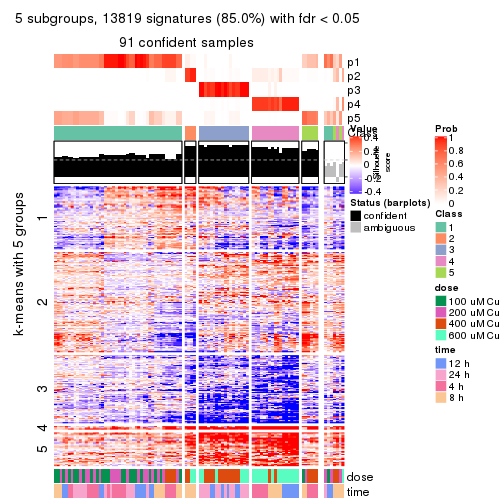 5 subgroups, 13819 signatures (85.0%) with fdr < 0.05
91 confident samples
p1
p2
p3
p4
p5
Class
Silhouette
score
k-means with 5 groups
1
2
3
4
5
dose
time
Value
0.4
0.2
0
-0.2
-0.4
Status (barplots)
confident
ambiguous
Prob
1
0.8
0.6
0.4
0.2
0
Class
1
2
3
4
5
dose
100 uM Cu
200 uM Cu
400 uM Cu
600 uM Cu
time
12 h
24 h
4 h
8 h